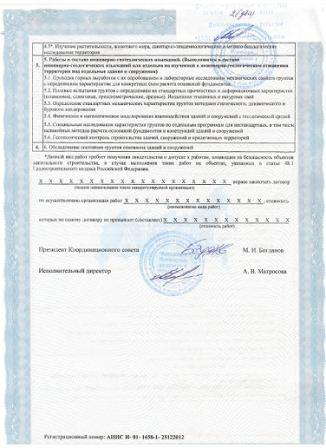 4.5*. Изучение растительности, животного мира, санитарно-эпидемиологические и медико-биологические
исследования территории
5. 5. Работы в составе инженерно-геотехнических изысканий. (Выполняются в составе
инженерно-геологических изысканий или отдельно на изученной в инженерно-геологическом отношении
территории под отдельные здания и сооружения)
5.1. Проходка горных выработок с их опробованием и лабораторные исследования механических свойств грунтов
с определением характеристик для конкретных схем расчета оснований фундаментов
5.2. Полевые испытания грунтов с определением их стандартных прочностных и деформационных характеристик
(штамповые, сдвиговые, прессиометрические, срезные). Испытания эталонных и натурных свай
5.3. Определение стандартных механических характеристик грунтов методами статического, динамического и
бурового зондирования
5.4. Физическое и математическое моделирование взаимодействия зданий и сооружений с геологической средой
5.5. Специальные исследования характеристик грунтов по отдельным программам для нестандартных, в том числе
нелинейных методов расчета оснований фундаментов и конструкций зданий и сооружений
5.6. Геотехнический контроль строительства зданий, сооружений и прилегающих территорий
6. 6. Обследование состояния грунтов основания зданий и сооружений
*Данный вид работ требует получения свидетельства о допуске к работам, влияющим на безопасность объектов
капитального строительства, в случае выполнения таких работ на объектах, указанных в статье 48.1
Градостроительного кодекса Российской Федерации.
Х Х Х Х Х Х Х Х Х Х Х Х Х Х вправе заключать договоры
(полное наименование члена саморегулируемой организации)
по осуществлению организации работ Х Х Х Х Х Х Х Х Х Х, стоимость
(наименование вида работ)
которых по одному договору не превышает (составляет) Х Х Х Х Х Х Х Х Х
(стоимость работ)
Президент Координационного совета М. И. Богданов
Исполнительный директор А. В. Матросова
Регистрационный номер: АИИС И- 01- 1658-1- 25122012